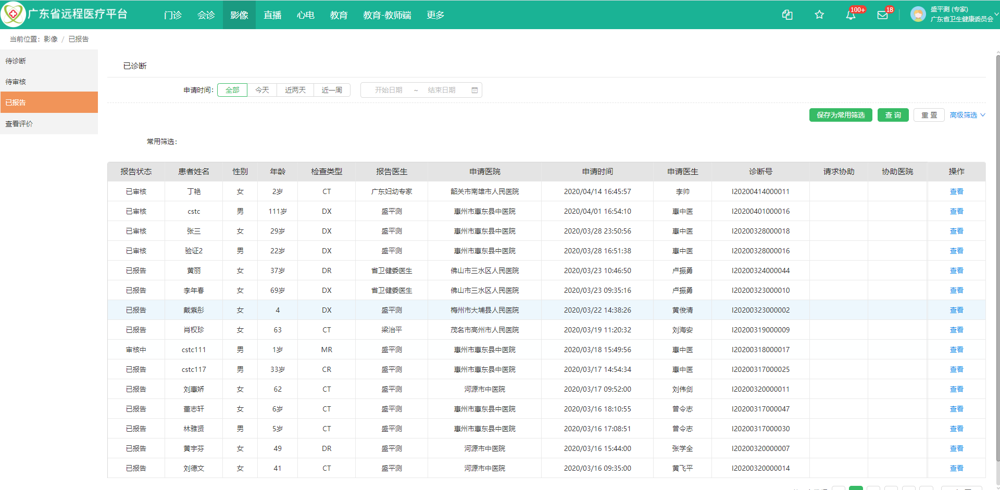 广东省远程医疗平台 门诊 会诊 影像 直播 心电 教育 教育-教师端 更多 100+ 18 盛平测 (专家)
广东省卫生健康委员会
当前位置：影像 / 已报告
待诊断
待审核
已报告
查看评价
已诊断
申请时间： 全部 今天 近两天 近一周 开始日期 ~ 结束日期
保存为常用筛选 查 询 重 置 高级筛选
常用筛选：
报告状态 患者姓名 性别 年龄 检查类型 报告医生 申请医院 申请时间 申请医生 诊断号 请求协助 协助医院 操作
已审核 丁艳 女 2岁 CT 广东妇幼专家 韶关市南雄市人民医院 2020/04/14 16:45:57 李帅 I20200414000011 查看
已审核 cstc 男 111岁 DX 盛平测 惠州市惠东县中医院 2020/04/01 16:54:10 惠中医 I20200401000016 查看
已审核 张三 女 29岁 DX 盛平测 惠州市惠东县中医院 2020/03/28 23:50:56 惠中医 I20200328000018 查看
已审核 验证2 男 22岁 DX 盛平测 惠州市惠东县中医院 2020/03/28 16:51:38 惠中医 I20200328000016 查看
已报告 黄丽 女 37岁 DR 省卫健委医生 佛山市三水区人民医院 2020/03/23 10:46:50 卢振勇 I20200324000044 查看
已报告 李年春 女 69岁 DX 省卫健委医生 佛山市三水区人民医院 2020/03/23 09:35:16 卢振勇 I20200323000010 查看
已报告 戴紫彤 女 4 DX 盛平测 梅州市大埔县人民医院 2020/03/22 14:38:26 黄俊清 I20200323000002 查看
已报告 肖权珍 女 63 CT 梁治平 茂名市高州市人民医院 2020/03/19 11:20:32 刘海安 I20200319000009 查看
审核中 cstc111 男 1岁 MR 盛平测 惠州市惠东县中医院 2020/03/18 15:49:56 惠中医 I20200318000017 查看
已报告 cstc117 男 33岁 CR 盛平测 惠州市惠东县中医院 2020/03/17 14:54:34 惠中医 I20200317000025 查看
已报告 刘惠娇 女 62 CT 盛平测 河源市中医院 2020/03/17 09:52:00 刘伟剑 I20200320000011 查看
已报告 董志轩 女 6岁 CT 盛平测 惠州市惠东县中医院 2020/03/16 18:10:55 曾令志 I20200317000047 查看
已报告 林雅贤 男 5岁 CT 盛平测 惠州市惠东县中医院 2020/03/16 17:08:51 曾令志 I20200317000030 查看
已报告 黄宇芬 女 49 DR 盛平测 河源市中医院 2020/03/16 15:44:00 张学全 I20200320000007 查看
已报告 刘德文 女 41 CT 盛平测 河源市中医院 2020/03/16 09:35:00 黄飞平 I20200320000014 查看